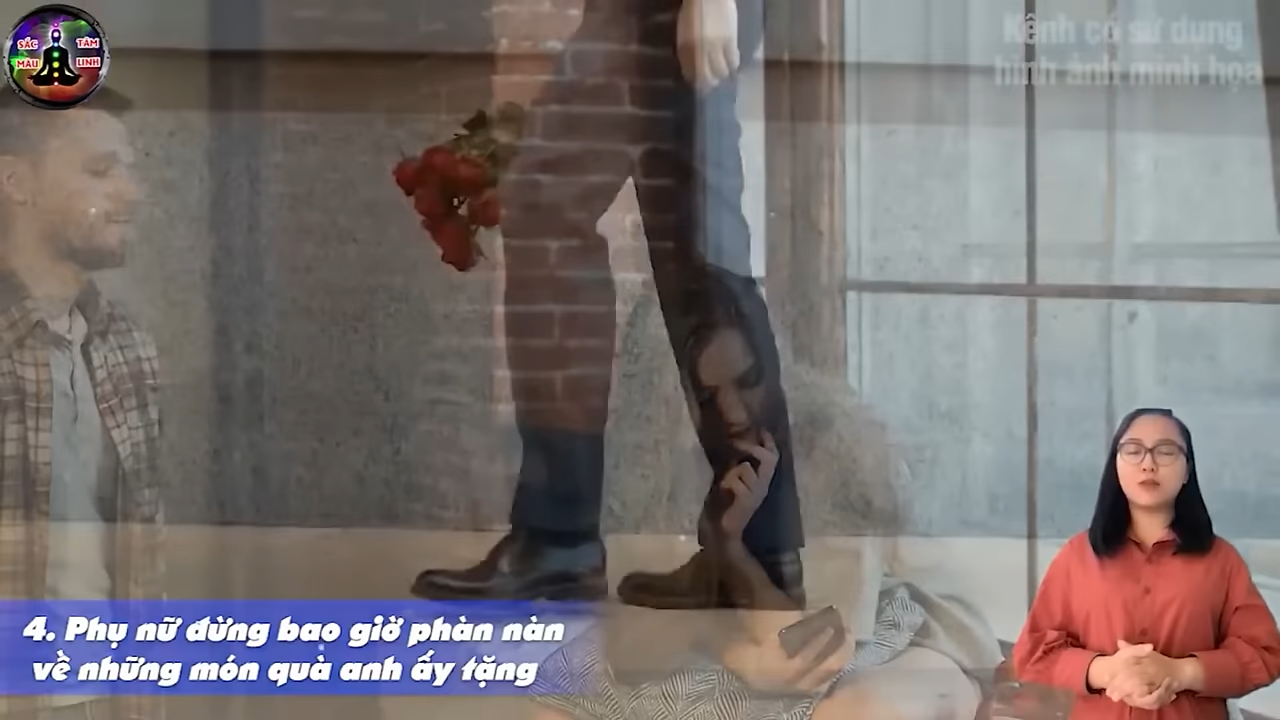 SẮC TÂM
MÀU LINH
Kênh có sử dụng
hình ảnh minh họa
4. Phụ nữ đừng bao giờ phàn nàn
về những món quà anh ấy tặng